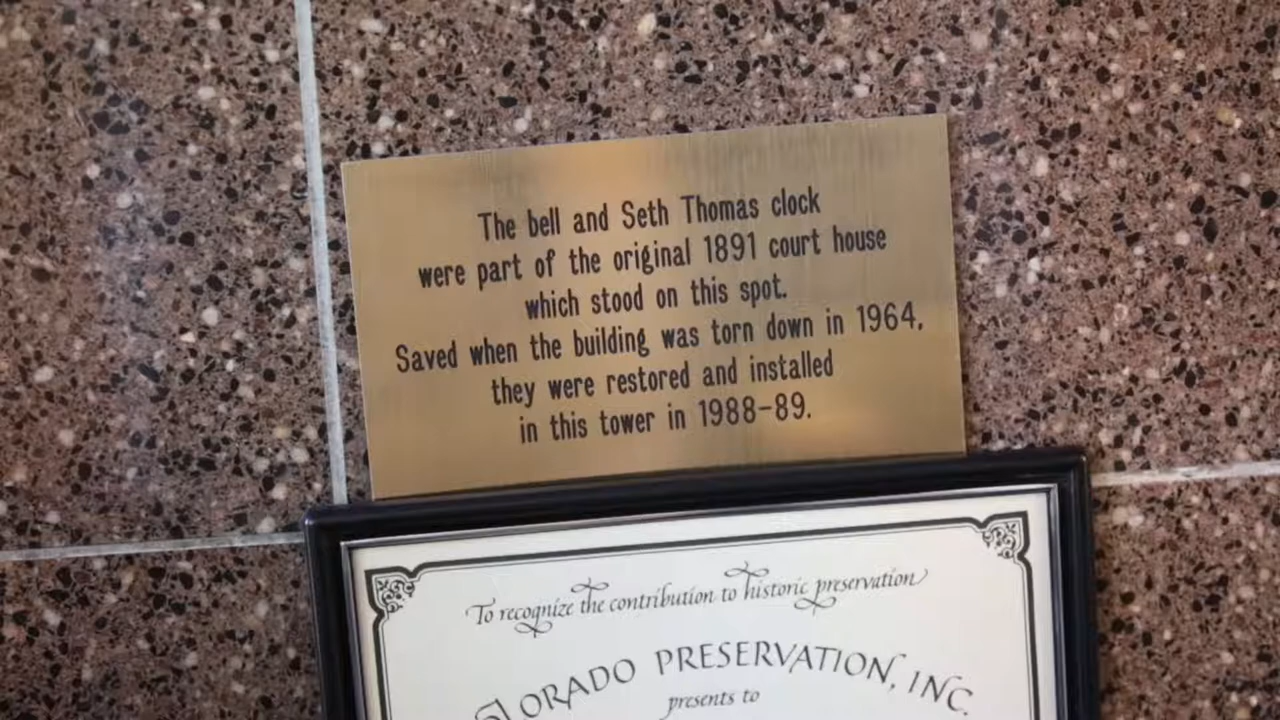 The bell and Seth Thomas clock
were part of the original 1891 court house
which stood on this spot.
Saved when the building was torn down in 1964,
they were restored and installed
in this tower in 1988-89.
To recognize the contribution to historic preservation
COLORADO PRESERVATION, INC.
presents to